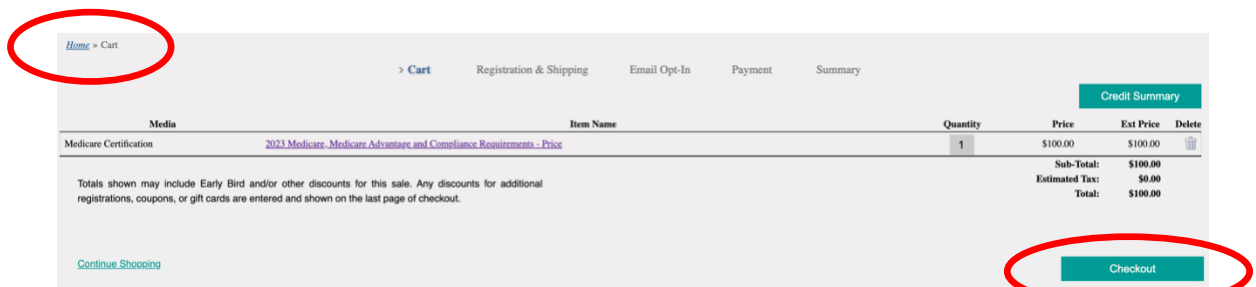 Home » Cart
> Cart Registration & Shipping Email Opt-In Payment Summary
Credit Summary
Media Item Name Quantity Price Ext Price Delete
Medicare Certification 2023 Medicare, Medicare Advantage and Compliance Requirements - Price 1 $100.00 $100.00
Sub-Total: $100.00
Estimated Tax: $0.00
Total: $100.00
Totals shown may include Early Bird and/or other discounts for this sale. Any discounts for additional
registrations, coupons, or gift cards are entered and shown on the last page of checkout.
Continue Shopping
Checkout